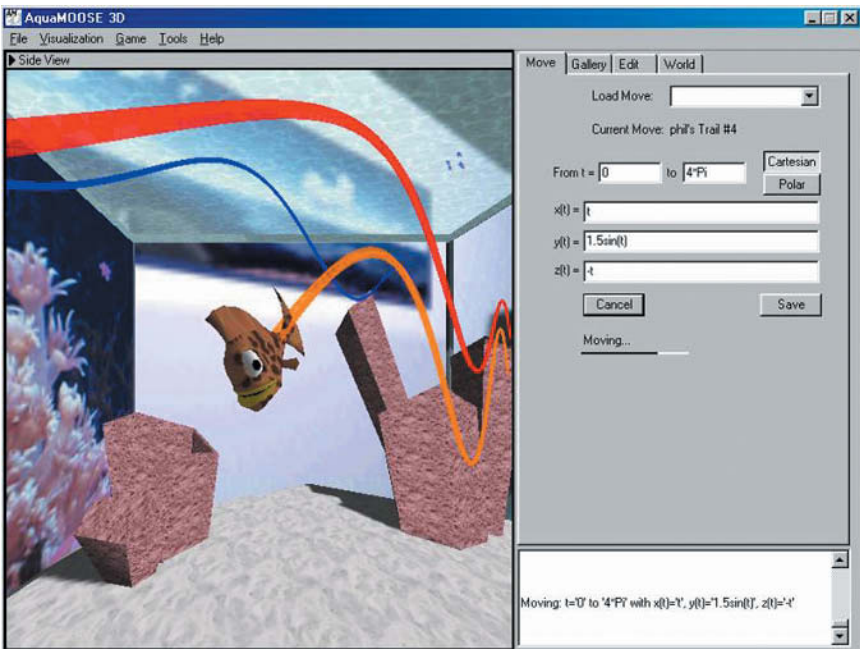 AquaMOOSE 3D
File Visualization Game Tools Help
Side View
Move Gallery Edit World
Load Move:
Current Move: phil's Trail #4
From t = 0 to 4*Pi
Cartesian
Polar
x(t) = t
y(t) = 1.5sin(t)
z(t) = -t
Cancel Save
Moving...
Moving: t='0' to '4*Pi' with x(t)='t', y(t)='1.5sin(t)', z(t)='-t'